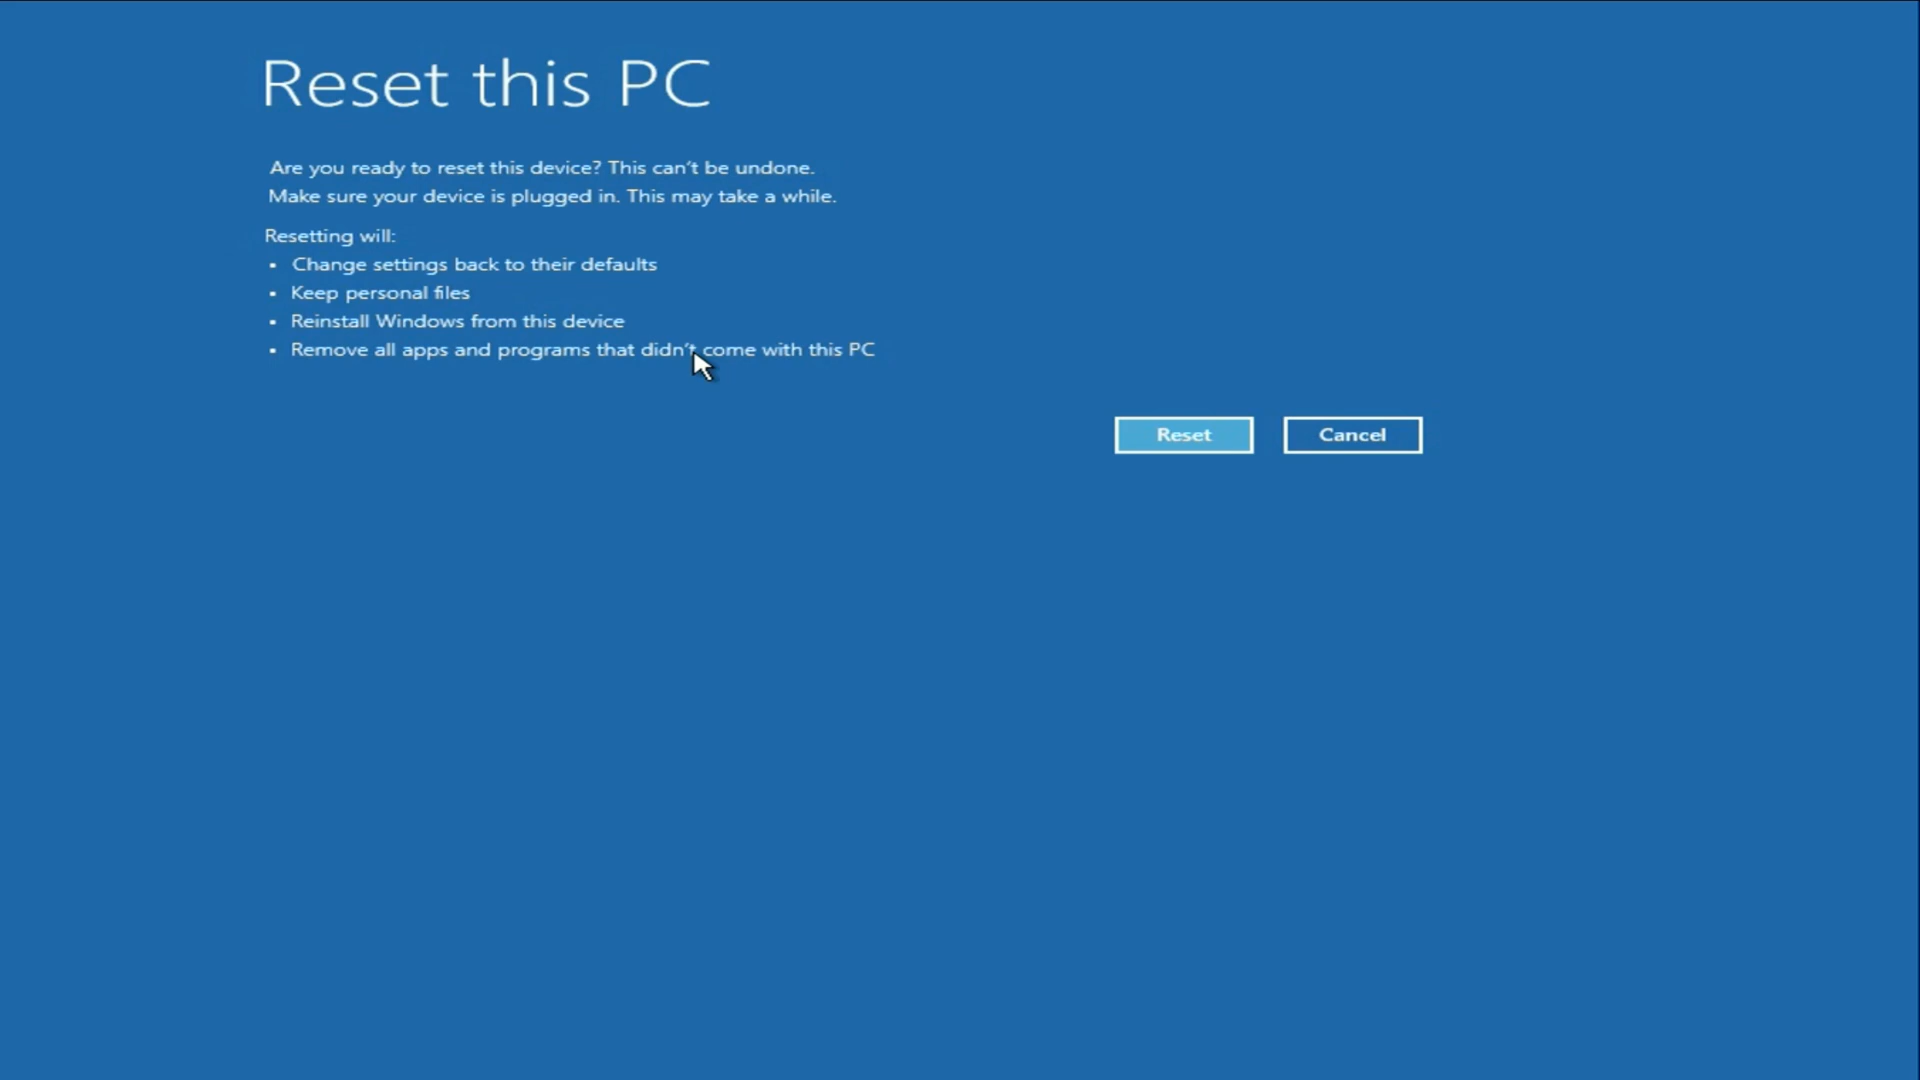 Reset this PC
Are you ready to reset this device? This can't be undone.
Make sure your device is plugged in. This may take a while.
Resetting will:
• Change settings back to their defaults
• Keep personal files
• Reinstall Windows from this device
• Remove all apps and programs that didn't come with this PC
Reset Cancel